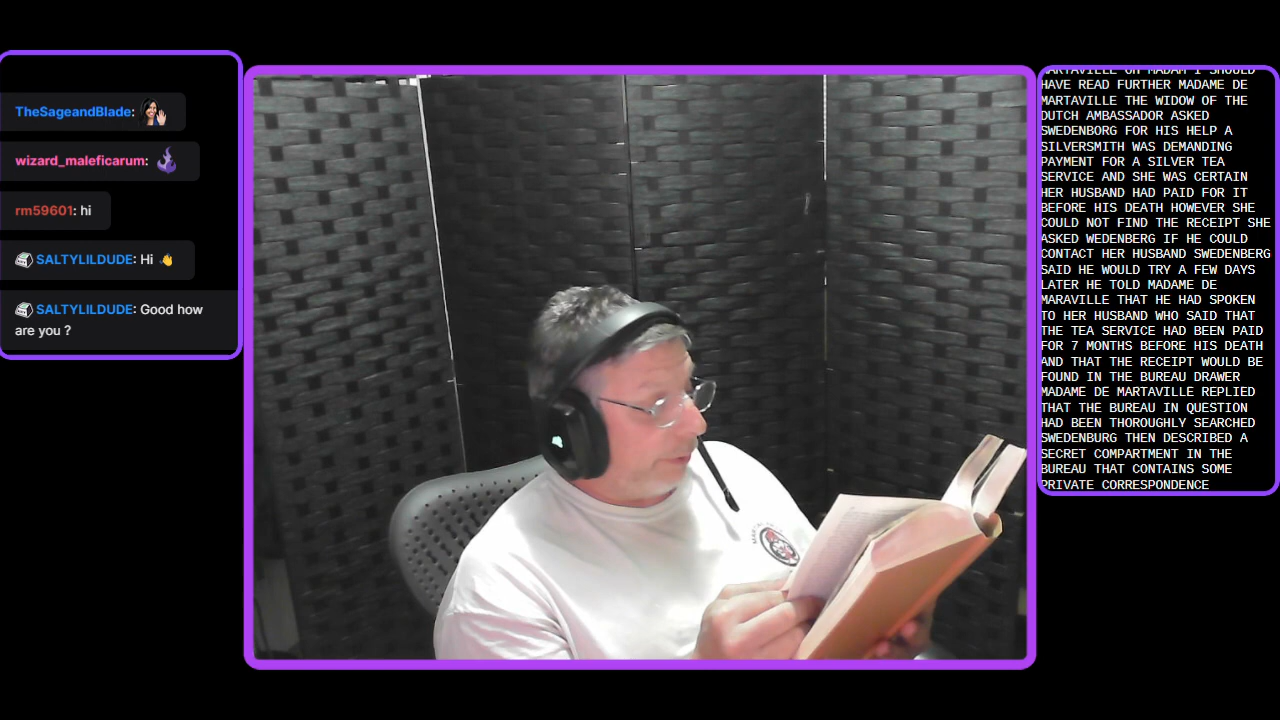 TheSageandBlade:
wizard_maleficarum:
rm59601: hi
SALTYLILDUDE: Hi 👋
SALTYLILDUDE: Good how
are you ?
MARTAVILLE OH MADAM I SHOULD
HAVE READ FURTHER MADAME DE
MARTAVILLE THE WIDOW OF THE
DUTCH AMBASSADOR ASKED
SWEDENBORG FOR HIS HELP A
SILVERSMITH WAS DEMANDING
PAYMENT FOR A SILVER TEA
SERVICE AND SHE WAS CERTAIN
HER HUSBAND HAD PAID FOR IT
BEFORE HIS DEATH HOWEVER SHE
COULD NOT FIND THE RECEIPT SHE
ASKED WEDENBERG IF HE COULD
CONTACT HER HUSBAND SWEDENBERG
SAID HE WOULD TRY A FEW DAYS
LATER HE TOLD MADAME DE
MARAVILLE THAT HE HAD SPOKEN
TO HER HUSBAND WHO SAID THAT
THE TEA SERVICE HAD BEEN PAID
FOR 7 MONTHS BEFORE HIS DEATH
AND THAT THE RECEIPT WOULD BE
FOUND IN THE BUREAU DRAWER
MADAME DE MARTAVILLE REPLIED
THAT THE BUREAU IN QUESTION
HAD BEEN THOROUGHLY SEARCHED
SWEDENBURG THEN DESCRIBED A
SECRET COMPARTMENT IN THE
BUREAU THAT CONTAINS SOME
PRIVATE CORRESPONDENCE